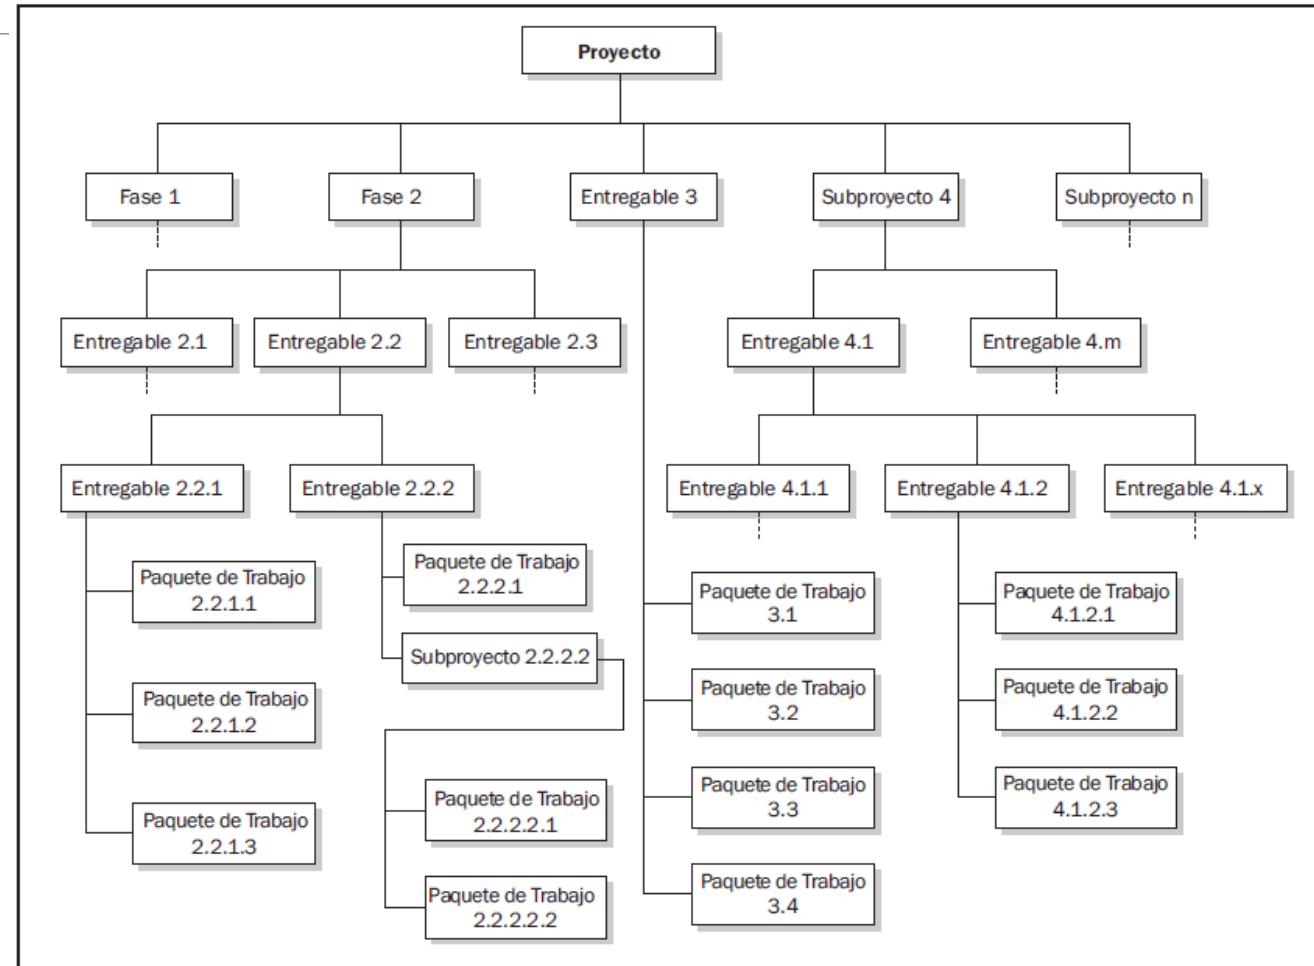 Proyecto
Fase 1
Fase 2
Entregable 3
Subproyecto 4
Subproyecto n
Entregable 2.1
Entregable 2.2
Entregable 2.3
Entregable 4.1
Entregable 4.m
Entregable 2.2.1
Entregable 2.2.2
Entregable 4.1.1
Entregable 4.1.2
Entregable 4.1.x
Paquete de Trabajo
2.2.1.1
Paquete de Trabajo
2.2.1.2
Paquete de Trabajo
2.2.1.3
Paquete de Trabajo
2.2.2.1
Subproyecto 2.2.2.2
Paquete de Trabajo
2.2.2.2.1
Paquete de Trabajo
2.2.2.2.2
Paquete de Trabajo
3.1
Paquete de Trabajo
3.2
Paquete de Trabajo
3.3
Paquete de Trabajo
3.4
Paquete de Trabajo
4.1.2.1
Paquete de Trabajo
4.1.2.2
Paquete de Trabajo
4.1.2.3